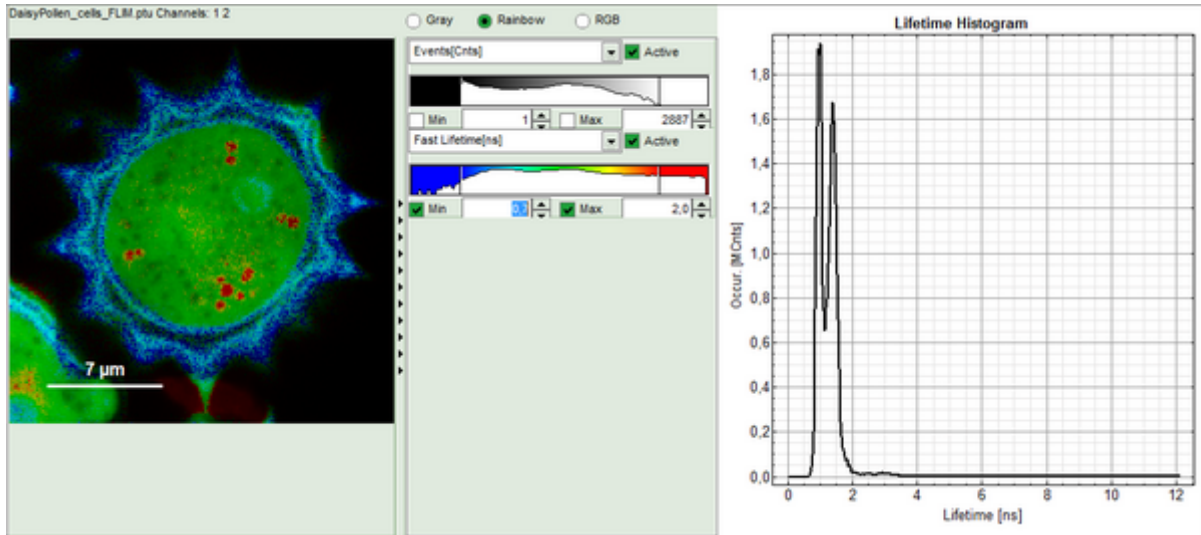 DaisyPollen_cells_FLIM.ptu Channels: 1 2
Gray Rainbow RGB
Events[Cnts] Active
Min 1 Max 2887
Fast Lifetime[ns] Active
Min 0,7 Max 2,0
7 µm
Lifetime Histogram
Occur. [MCnts]
1,8
1,6
1,4
1,2
1,0
0,8
0,6
0,4
0,2
0,0
0 2 4 6 8 10 12
Lifetime [ns]